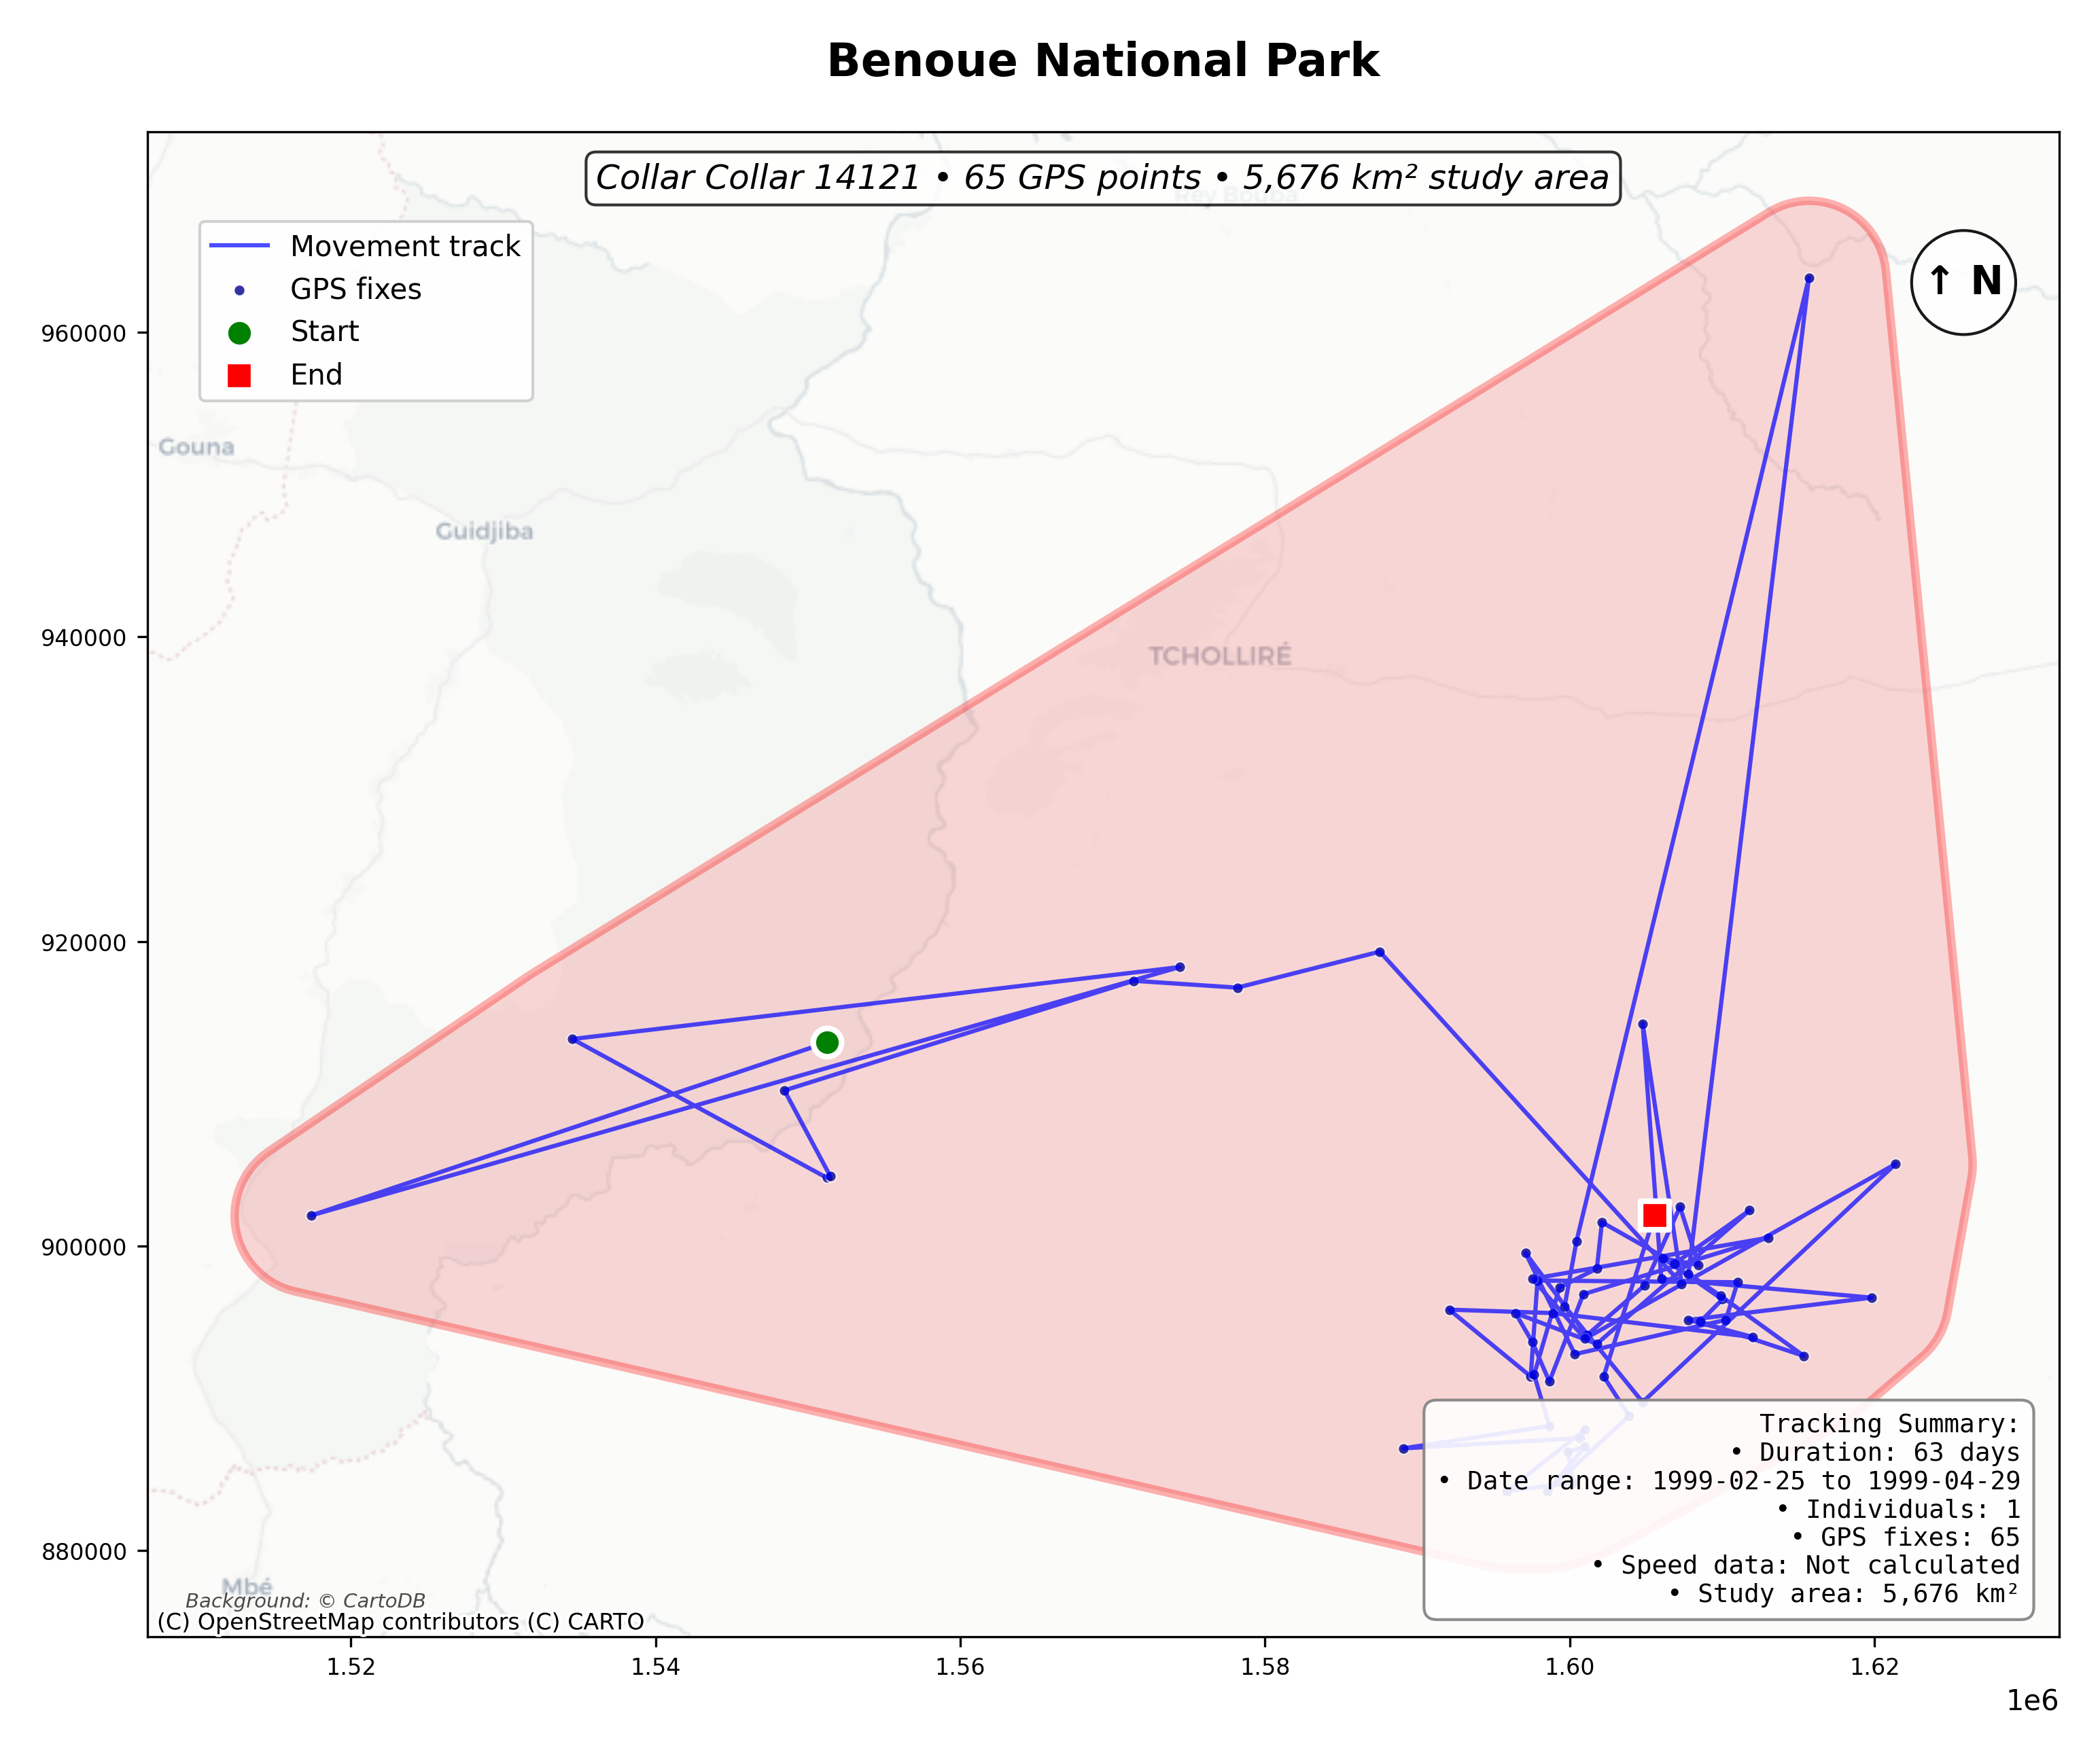 Benoue National Park
Collar Collar 14121 • 65 GPS points • 5,676 km² study area
Rey Bouba
Movement track
GPS fixes
Start
End
↑ N
960000
Gouna
Guidjiba
940000
TCHOLLIRÉ
920000
900000
880000
Tracking Summary:
• Duration: 63 days
• Date range: 1999-02-25 to 1999-04-29
• Individuals: 1
• GPS fixes: 65
• Speed data: Not calculated
• Study area: 5,676 km²
Mbé
Background: © CartoDB
(C) OpenStreetMap contributors (C) CARTO
1.52 1.54 1.56 1.58 1.60 1.62
1e6